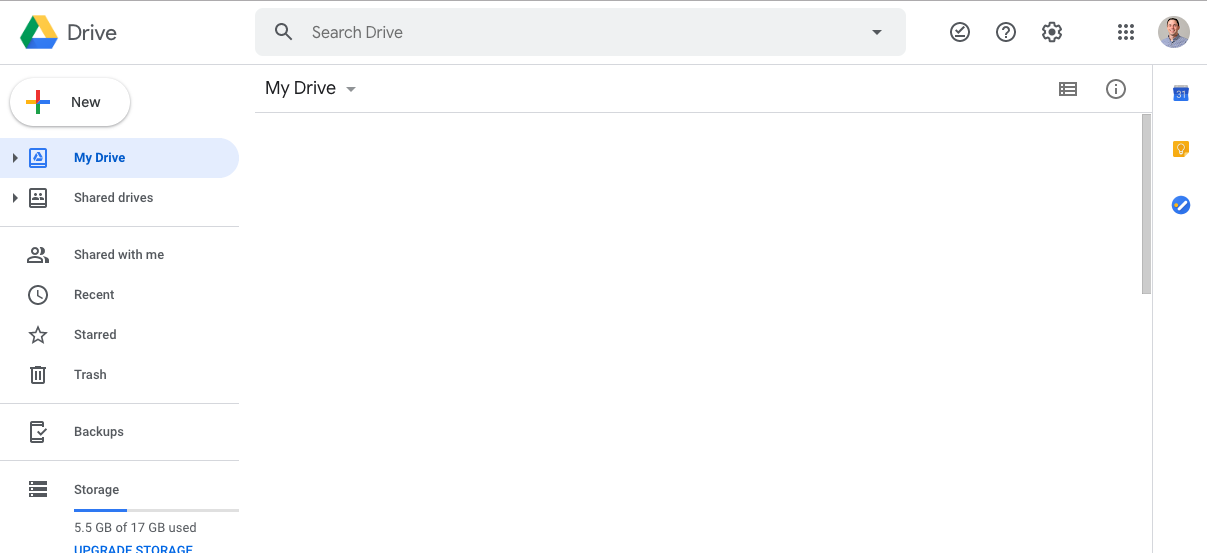 Drive
Search Drive
New
My Drive
31
My Drive
Shared drives
Shared with me
Recent
Starred
Trash
Backups
Storage
5.5 GB of 17 GB used
UPGRADE STORAGE